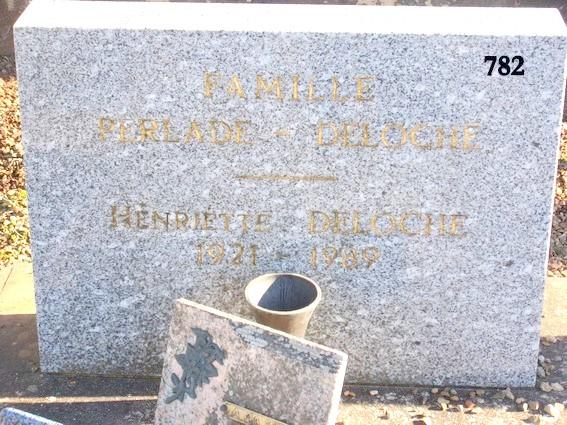 782
FAMILLE
PERLADE - DELOCHE
HENRIETTE DELOCHE
1921 - 1989